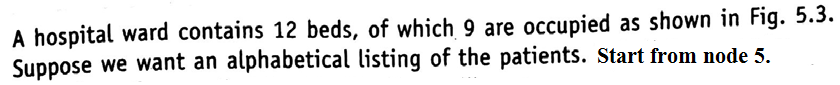 A hospital ward contains 12 beds, of which 9 are occupied as shown in Fig. 5.3.
Suppose we want an alphabetical listing of the patients. Start from node 5.